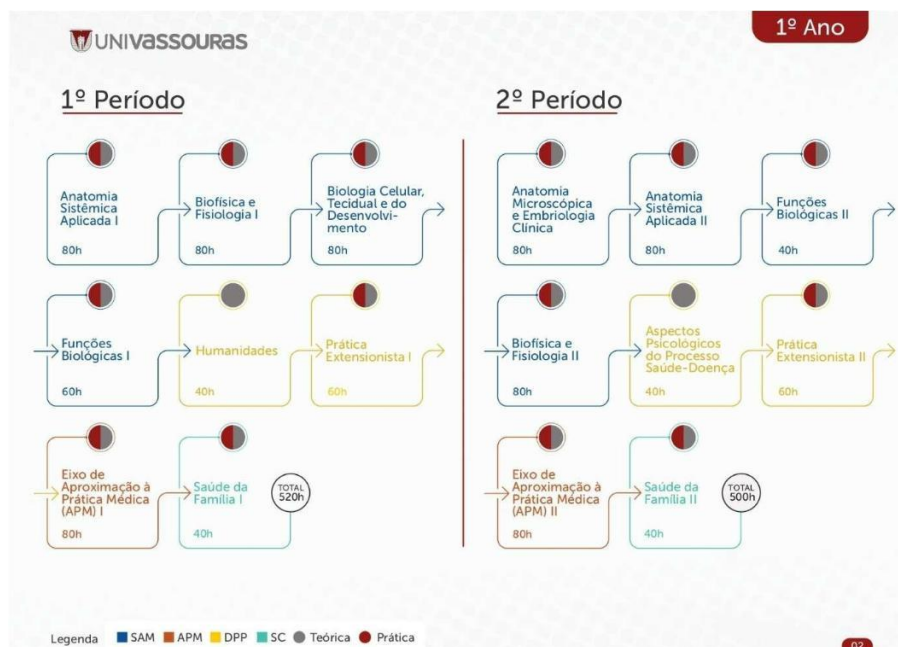 UNIVASSOURAS
1º Ano
1º Período
Anatomia
Sistêmica
Aplicada I
80h
Biofísica e
Fisiologia I
80h
Biologia Celular,
Tecidual e do
Desenvolvi-
mento
80h
Funções
Biológicas I
60h
Humanidades
40h
Prática
Extensionista I
60h
Eixo de
Aproximação à
Prática Médica
(APM) I
80h
Saúde da
Família I
40h
TOTAL
520h
2º Período
Anatomia
Microscópica
e Embriologia
Clínica
80h
Anatomia
Sistêmica
Aplicada II
80h
Funções
Biológicas II
40h
Biofísica e
Fisiologia II
80h
Aspectos
Psicológicos
do Processo
Saúde-Doença
40h
Prática
Extensionista II
60h
Eixo de
Aproximação à
Prática Médica
(APM) II
80h
Saúde da
Família II
40h
TOTAL
500h
Legenda SAM APM DPP SC Teórica Prática
03